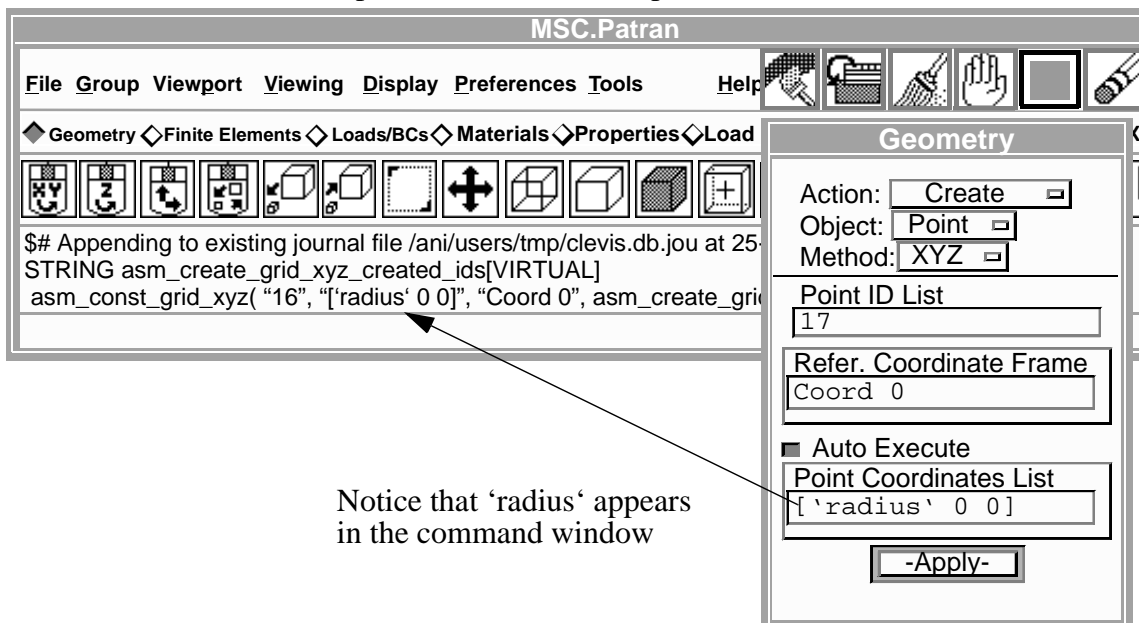 MSC.Patran
File Group Viewport Viewing Display Preferences Tools Help
Geometry Finite Elements Loads/BCs Materials Properties Load
XY
Z
$# Appending to existing journal file /ani/users/tmp/clevis.db.jou at 25-
STRING asm_create_grid_xyz_created_ids[VIRTUAL]
asm_const_grid_xyz( “16”, “[‘radius‘ 0 0]”, “Coord 0”, asm_create_grid
Geometry
Action: Create
Object: Point
Method: XYZ
Point ID List
17
Refer. Coordinate Frame
Coord 0
Auto Execute
Point Coordinates List
[‘radius‘ 0 0]
-Apply-
Notice that ‘radius‘ appears
in the command window